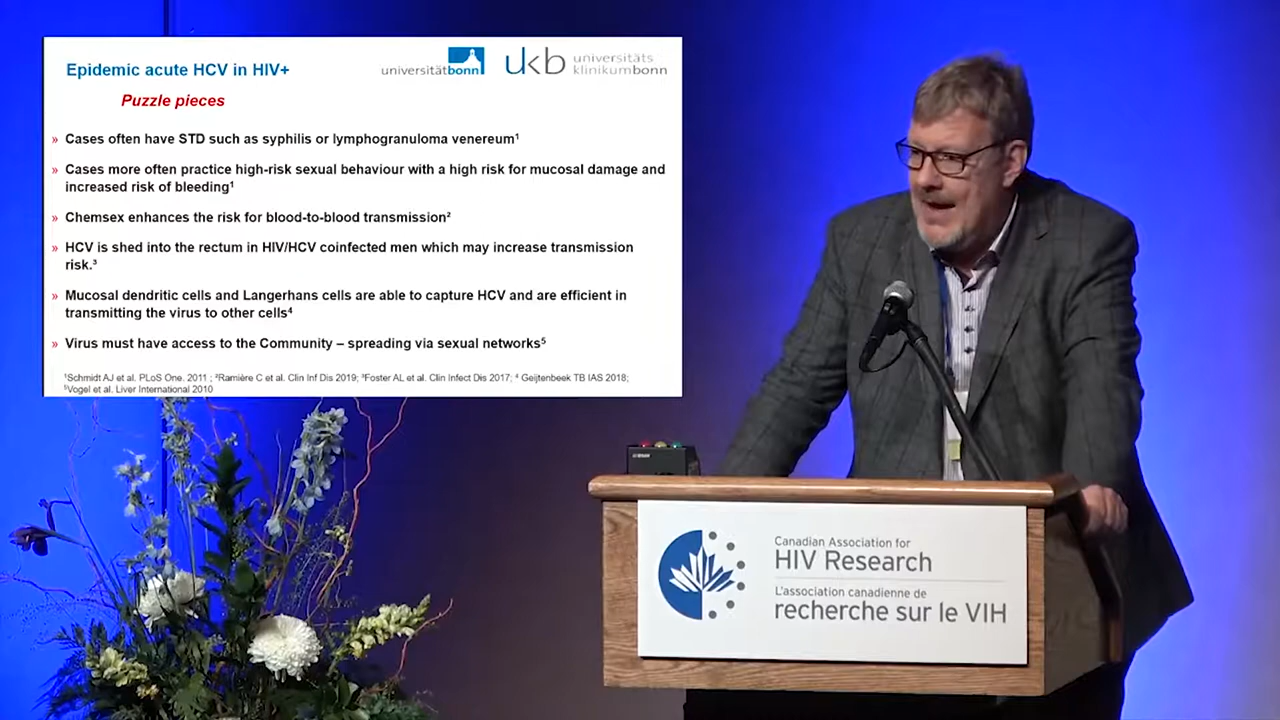 Epidemic acute HCV in HIV+
universitätbonn
ukb universitäts
klinikumbonn
Puzzle pieces
» Cases often have STD such as syphilis or lymphogranuloma venereum¹
» Cases more often practice high-risk sexual behaviour with a high risk for mucosal damage and
increased risk of bleeding¹
» Chemsex enhances the risk for blood-to-blood transmission²
» HCV is shed into the rectum in HIV/HCV coinfected men which may increase transmission
risk.³
» Mucosal dendritic cells and Langerhans cells are able to capture HCV and are efficient in
transmitting the virus to other cells⁴
» Virus must have access to the Community – spreading via sexual networks⁵
¹Schmidt AJ et al. PLoS One. 2011 ; ²Ramière C et al. Clin Inf Dis 2019; ³Foster AL et al. Clin Infect Dis 2017; ⁴ Geijtenbeek TB IAS 2018;
⁵Vogel et al. Liver International 2010
Canadian Association for
HIV Research
L'association canadienne de
recherche sur le VIH